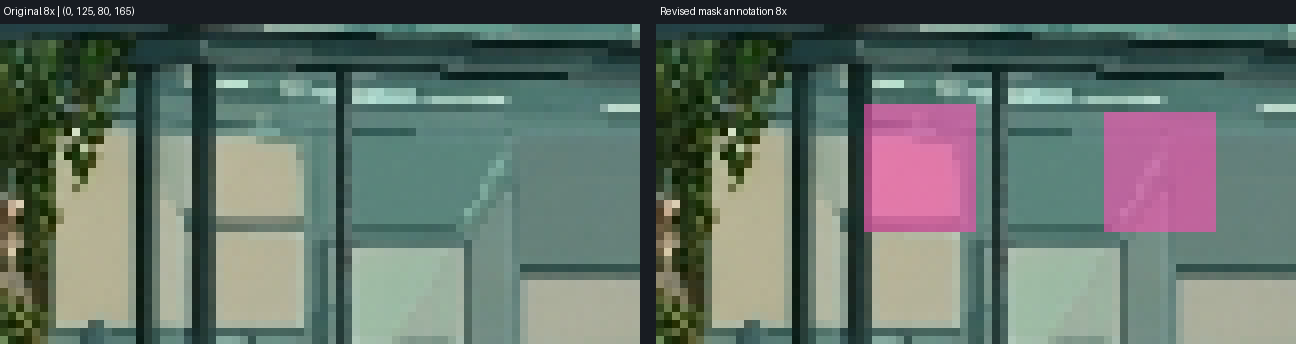 Original 8x | (0, 125, 80, 165)
Revised mask annotation 8x